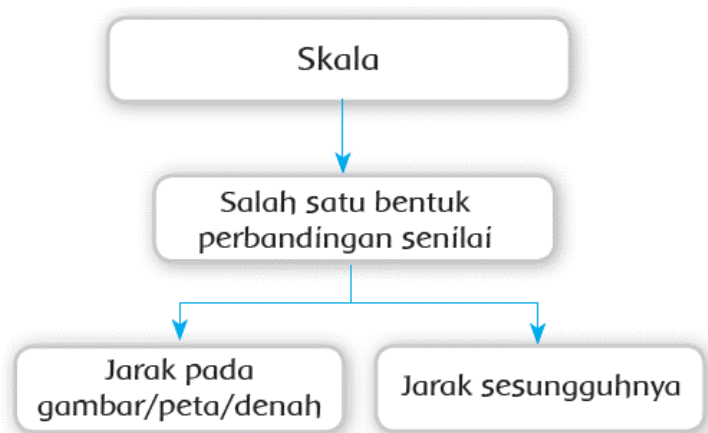 Skala
Salah satu bentuk
perbandingan senilai
Jarak pada
gambar/peta/denah
Jarak sesungguhnya